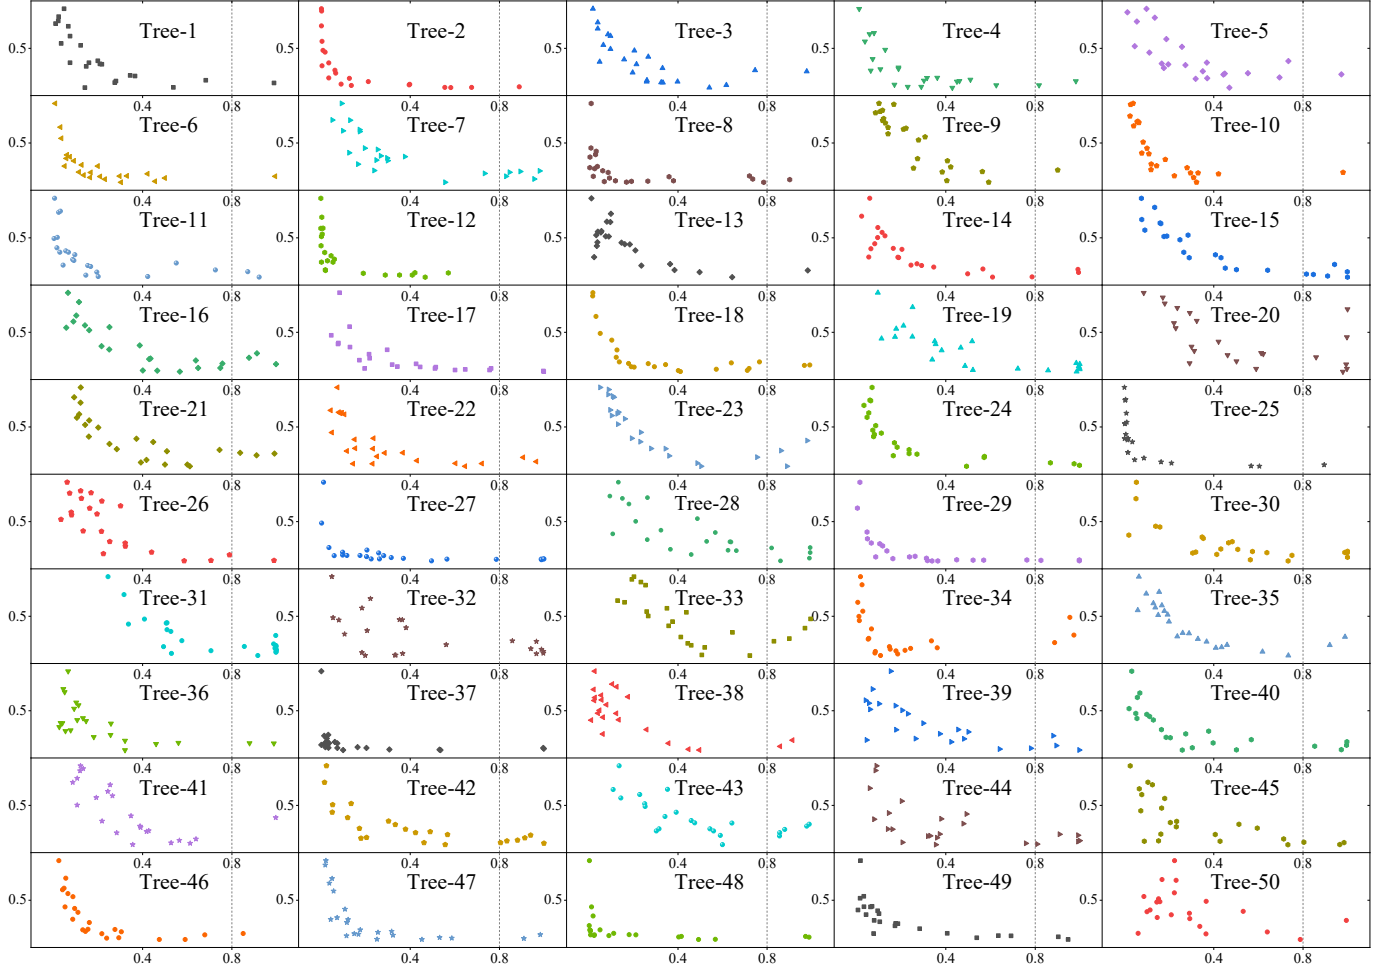 0.5 Tree-1 0.5 Tree-2 0.5 Tree-3 0.5 Tree-4 0.5 Tree-5
0.4 0.8 0.4 0.8 0.4 0.8 0.4 0.8 0.4 0.8
0.5 Tree-6 0.5 Tree-7 0.5 Tree-8 0.5 Tree-9 0.5 Tree-10
0.4 0.8 0.4 0.8 0.4 0.8 0.4 0.8 0.4 0.8
0.5 Tree-11 0.5 Tree-12 0.5 Tree-13 0.5 Tree-14 0.5 Tree-15
0.4 0.8 0.4 0.8 0.4 0.8 0.4 0.8 0.4 0.8
0.5 Tree-16 0.5 Tree-17 0.5 Tree-18 0.5 Tree-19 0.5 Tree-20
0.4 0.8 0.4 0.8 0.4 0.8 0.4 0.8 0.4 0.8
0.5 Tree-21 0.5 Tree-22 0.5 Tree-23 0.5 Tree-24 0.5 Tree-25
0.4 0.8 0.4 0.8 0.4 0.8 0.4 0.8 0.4 0.8
0.5 Tree-26 0.5 Tree-27 0.5 Tree-28 0.5 Tree-29 0.5 Tree-30
0.4 0.8 0.4 0.8 0.4 0.8 0.4 0.8 0.4 0.8
0.5 Tree-31 0.5 Tree-32 0.5 Tree-33 0.5 Tree-34 0.5 Tree-35
0.4 0.8 0.4 0.8 0.4 0.8 0.4 0.8 0.4 0.8
0.5 Tree-36 0.5 Tree-37 0.5 Tree-38 0.5 Tree-39 0.5 Tree-40
0.4 0.8 0.4 0.8 0.4 0.8 0.4 0.8 0.4 0.8
0.5 Tree-41 0.5 Tree-42 0.5 Tree-43 0.5 Tree-44 0.5 Tree-45
0.4 0.8 0.4 0.8 0.4 0.8 0.4 0.8 0.4 0.8
0.5 Tree-46 0.5 Tree-47 0.5 Tree-48 0.5 Tree-49 0.5 Tree-50
0.4 0.8 0.4 0.8 0.4 0.8 0.4 0.8 0.4 0.8